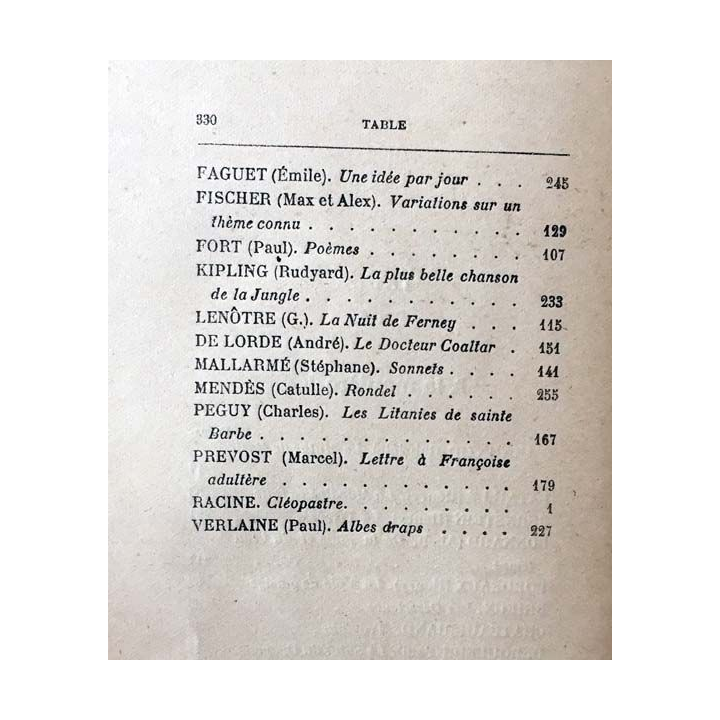 330 TABLE
FAGUET (Émile). Une idée par jour . . . 245
FISCHER (Max et Alex). Variations sur un
thème connu . . . . . . . . . . . 129
FORT (Paul). Poèmes . . . . . . . . 107
KIPLING (Rudyard). La plus belle chanson
de la Jungle . . . . . . . . . . . 233
LENÔTRE (G.). La Nuit de Ferney . . . 115
DE LORDE (André). Le Docteur Coaltar . 151
MALLARMÉ (Stéphane). Sonnets . . . . 141
MENDÈS (Catulle). Rondel . . . . . . 255
PEGUY (Charles). Les Litanies de sainte
Barbe . . . . . . . . . . . . . 167
PREVOST (Marcel). Lettre à Françoise
adultère . . . . . . . . . . . . 179
RACINE. Cléopastre. . . . . . . . . 1
VERLAINE (Paul). Albes draps . . . . 227